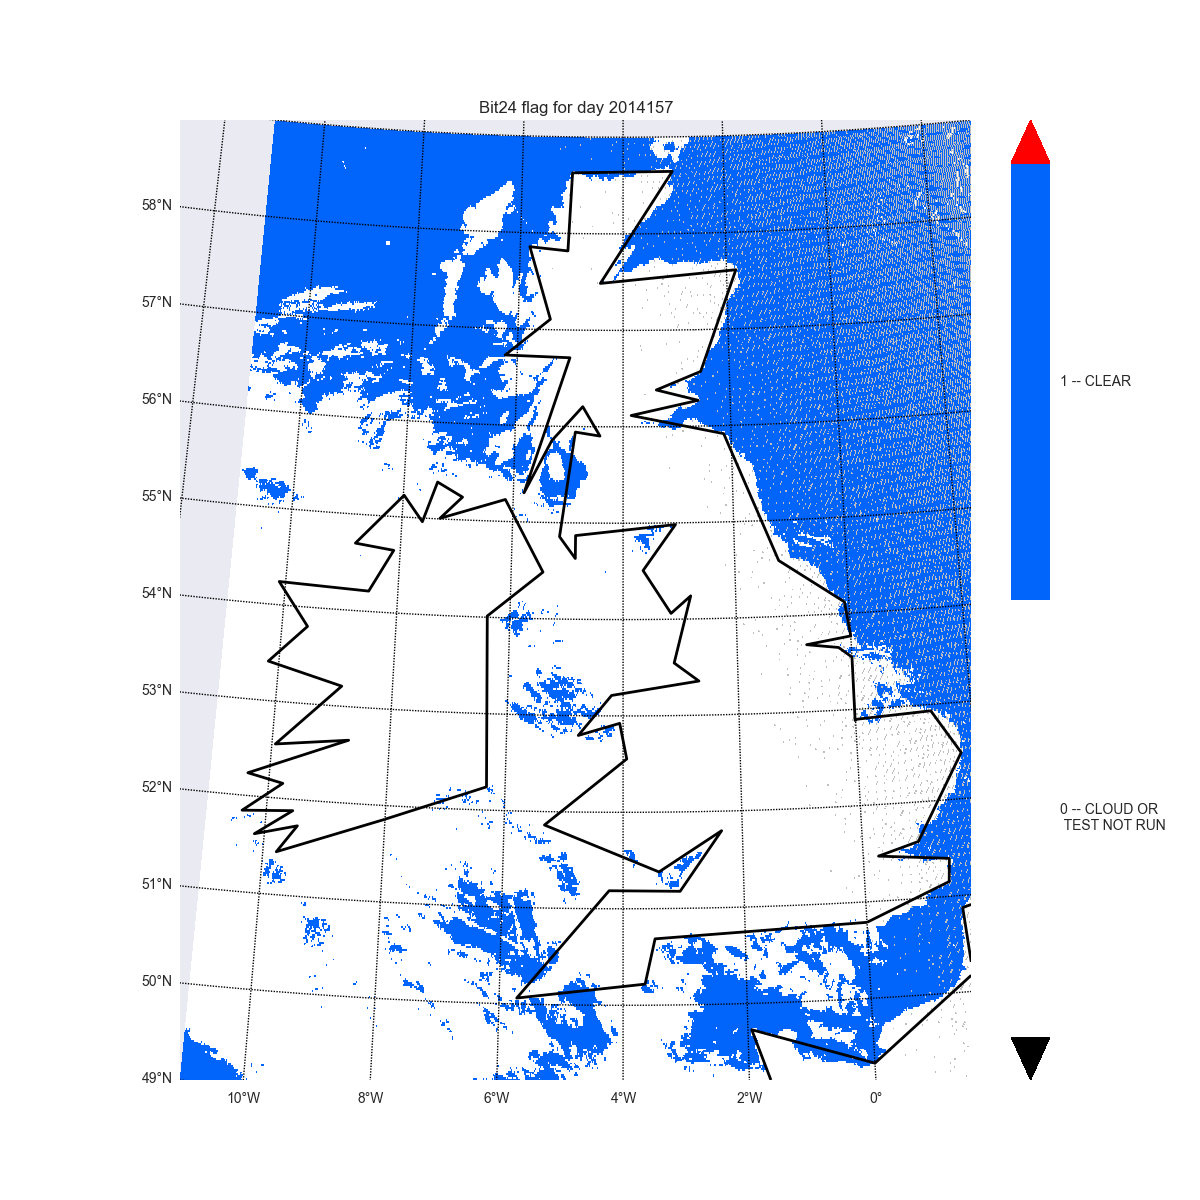 Bit24 flag for day 2014157
58°N
57°N
56°N
55°N
54°N
53°N
52°N
51°N
50°N
49°N
10°W
8°W
6°W
4°W
2°W
0°
1 -- CLEAR
0 -- CLOUD OR
TEST NOT RUN